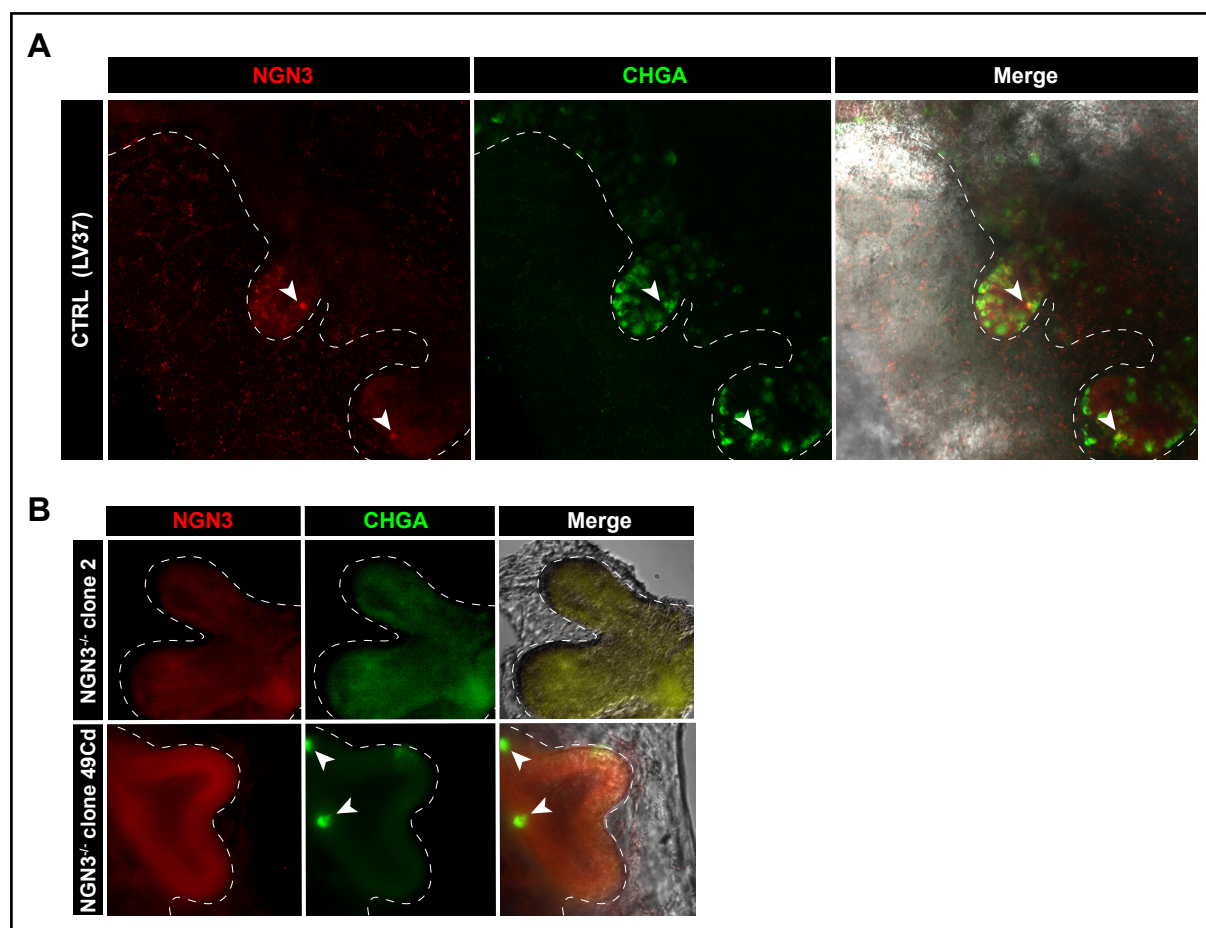 A
NGN3 CHGA Merge
CTRL (LV37)
B
NGN3 CHGA Merge
NGN3-/- clone 2
NGN3-/- clone 49Cd